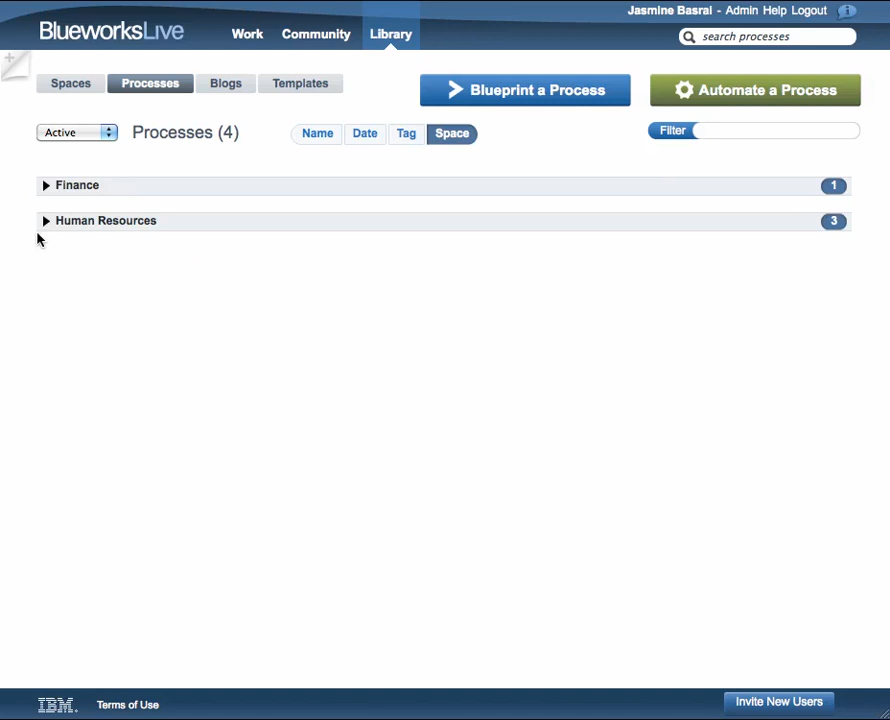 Jasmine Basrai - Admin Help Logout
BlueworksLive Work Community Library
search processes
Spaces Processes Blogs Templates
Blueprint a Process
Automate a Process
Active Processes (4) Name Date Tag Space Filter
Finance 1
Human Resources 3
IBM. Terms of Use Invite New Users